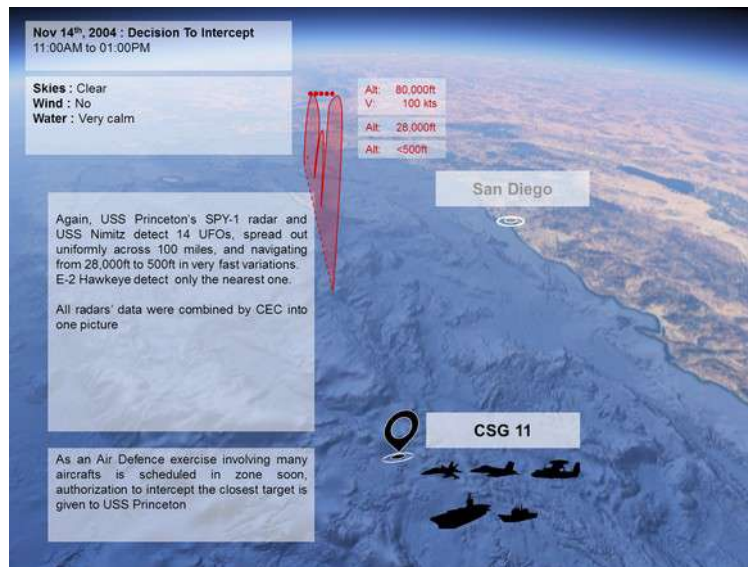 Nov 14th, 2004 : Decision To Intercept
11:00AM to 01:00PM
Skies : Clear
Wind : No
Water : Very calm
Alt: 80,000ft
V: 100 kts
Alt: 28,000ft
Alt: <500ft
San Diego
Again, USS Princeton's SPY-1 radar and
USS Nimitz detect 14 UFOs, spread out
uniformly across 100 miles, and navigating
from 28,000ft to 500ft in very fast variations.
E-2 Hawkeye detect only the nearest one.
All radars' data were combined by CEC into
one picture
CSG 11
As an Air Defence exercise involving many
aircrafts is scheduled in zone soon,
authorization to intercept the closest target is
given to USS Princeton